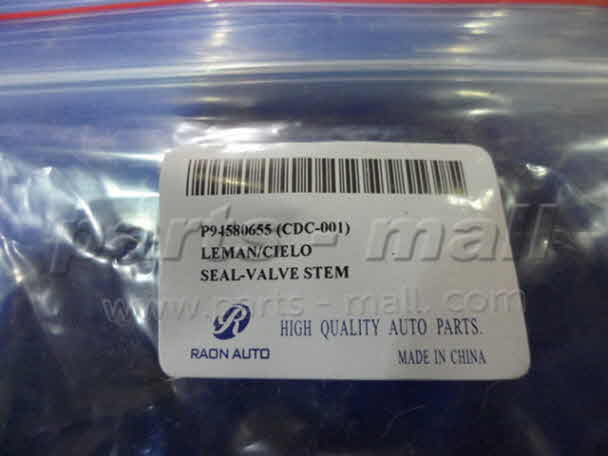 P94580655 (CDC-001)
LEMAN/CIELO
SEAL-VALVE STEM
parts - mall
www.parts - mall.com
R
HIGH QUALITY AUTO PARTS.
RAON AUTO
MADE IN CHINA